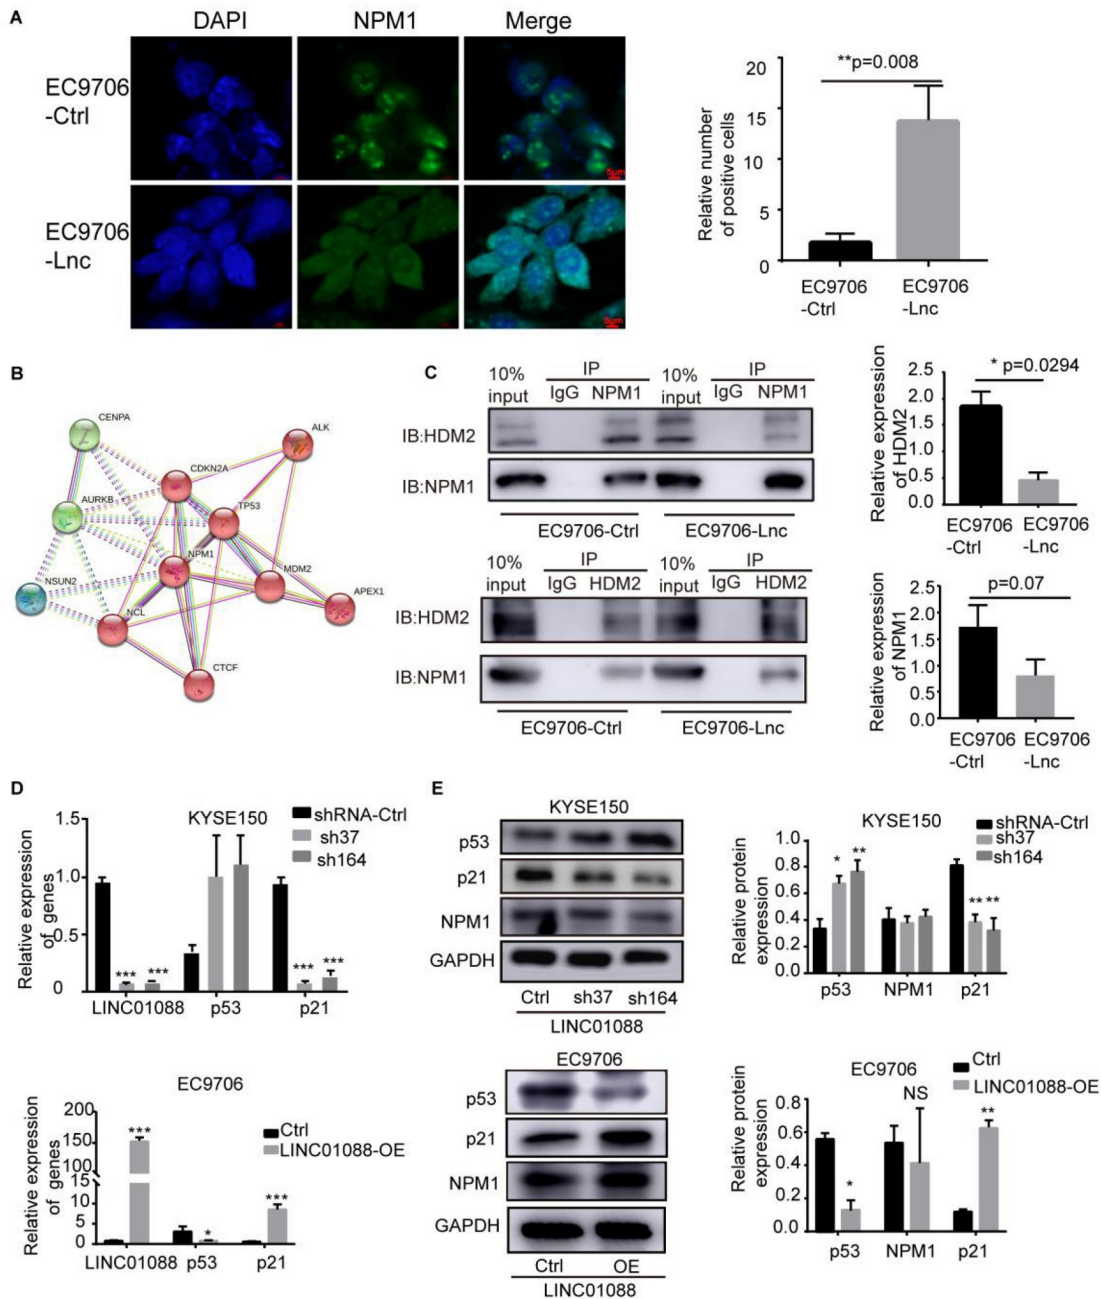 A
DAPI NPM1 Merge
EC9706
-Ctrl
5μm
EC9706
-Lnc
5μm
Relative number
of positive cells
20
15
10
5
0
**p=0.008
EC9706
-Ctrl
EC9706
-Lnc
B
CENPA
ALK
CDKN2A
AURKB
TP53
NPM1
NSUN2
MDM2
APEX1
NCL
CTCF
C
10%
input
IP
IgG NPM1
10%
input
IP
IgG NPM1
IB:HDM2
IB:NPM1
EC9706-Ctrl EC9706-Lnc
10%
input
IP
IgG HDM2
10%
input
IP
IgG HDM2
IB:HDM2
IB:NPM1
EC9706-Ctrl EC9706-Lnc
Relative expression
of HDM2
2.5
2.0
1.5
1.0
0.5
0.0
* p=0.0294
EC9706
-Ctrl
EC9706
-Lnc
Relative expression
of NPM1
2.5
2.0
1.5
1.0
0.5
0.0
p=0.07
EC9706
-Ctrl
EC9706
-Lnc
D
KYSE150
shRNA-Ctrl
sh37
sh164
Relative expression
of genes
1.5
1.0
0.5
0
*** *** *** ***
LINC01088 p53 p21
EC9706
Ctrl
LINC01088-OE
Relative expression
of genes
200
150
100
15
10
5
0
*** * ***
LINC01088 p53 p21
E
KYSE150
p53
p21
NPM1
GAPDH
Ctrl sh37 sh164
LINC01088
KYSE150
shRNA-Ctrl
sh37
sh164
Relative protein
expression
1.0
0.8
0.6
0.4
0.2
0.0
* ** ** **
p53 NPM1 p21
EC9706
p53
p21
NPM1
GAPDH
Ctrl OE
LINC01088
EC9706
Ctrl
LINC01088-OE
Relative protein
expression
0.8
0.6
0.4
0.2
0.0
* NS **
p53 NPM1 p21